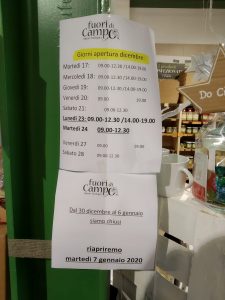 fuori di
Campo
Giorni apertura dicembre
Martedì 17: 09.00-12.30 /14.00-19.00
Mercoledì 18: 09.00-12.30 /14.00-19.00
Giovedì 19: 09.00-12.30 /14.00-19.00
Venerdì 20: 09.00 19.00
Sabato 21: 09.00-12.30
Lunedì 23: 09.00-12.30 /14.00-19.00
Martedì 24 09.00-12.30
Venerdì 27 09.00 19.00
Sabato 28 09.00-12.30
fuori di
Campo
Dal 30 dicembre al 6 gennaio
siamo chiusi
riapriremo
martedì 7 gennaio 2020
Do C